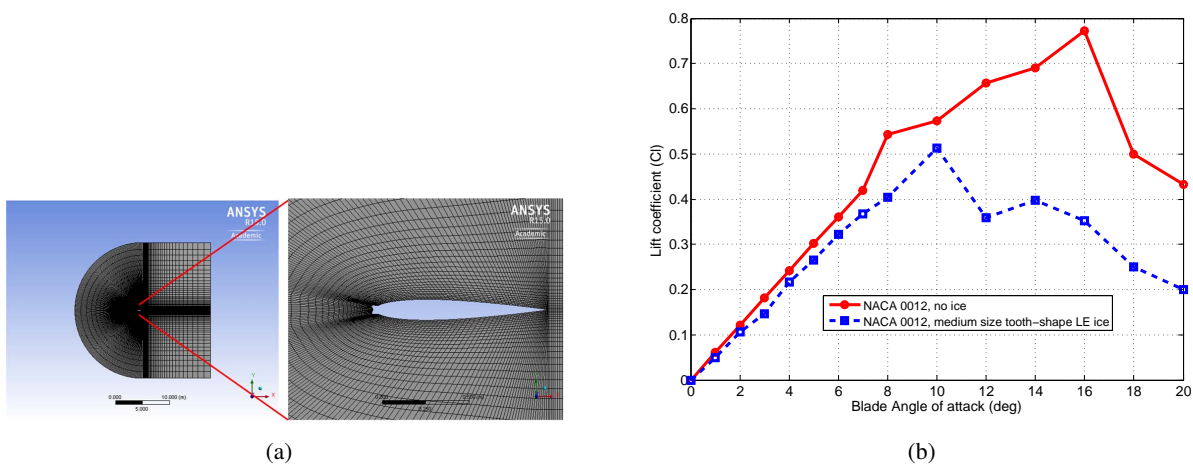 ANSYS
R15.0
Academic
0.000
10.000 (m)
5.000
Y
X
ANSYS
R15.0
Academic
0.000
(a)
Lift coefficient (Cl)
0.8
0.7
0.6
0.5
0.4
0.3
0.2
0.1
0
NACA 0012, no ice
NACA 0012, medium size tooth−shape LE ice
0 2 4 6 8 10 12 14 16 18 20
Blade Angle of attack (deg)
(b)